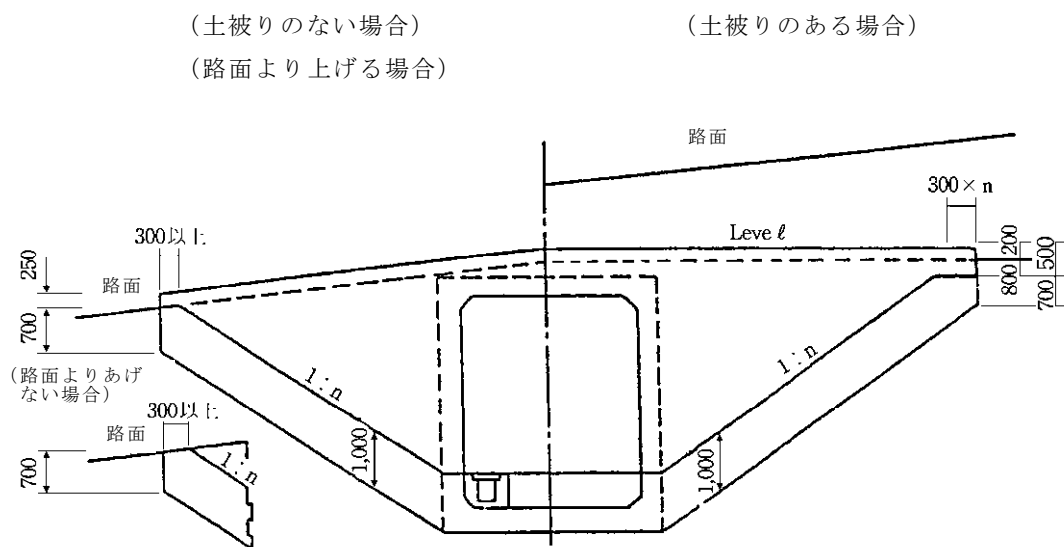 (土被りのない場合)
(土被りのある場合)
(路面より上げる場合)
路面
300×n
300以上
Level
200
500
250
路面
800
700
700
(路面よりあげ
ない場合)
1:n
1:n
300以上
路面
1:n
700
1,000
1,000